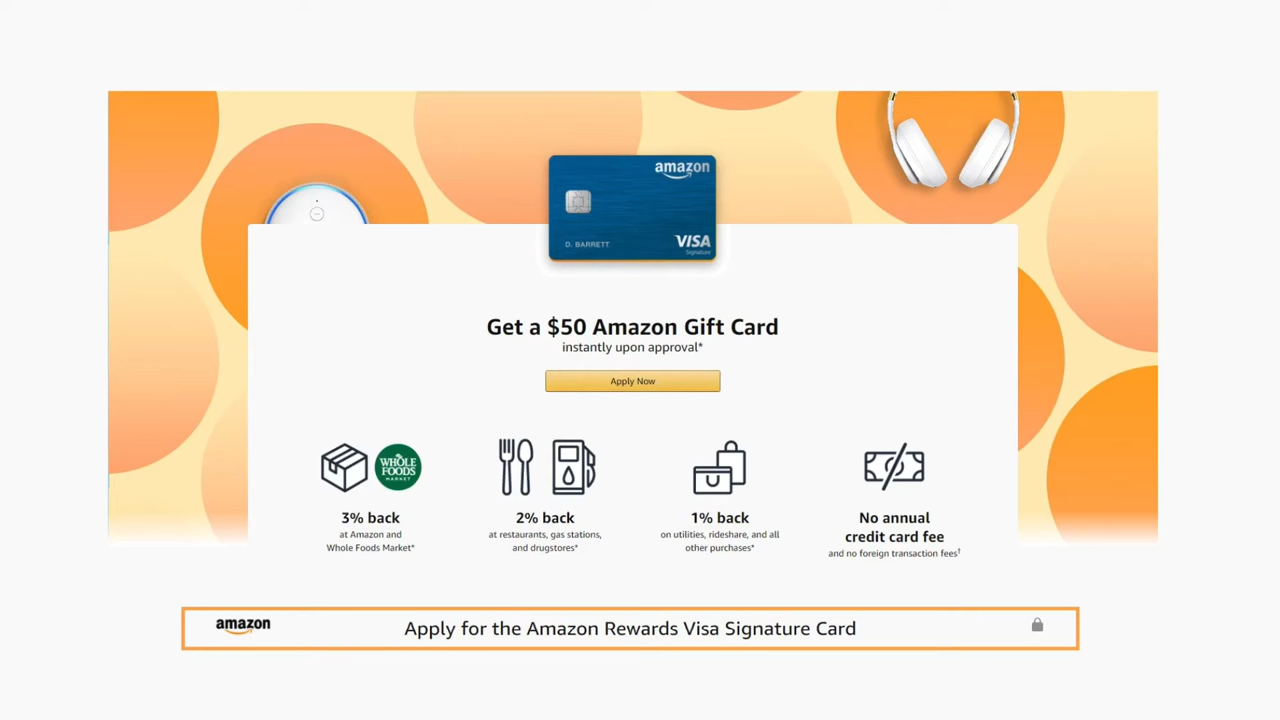 amazon
D. BARRETT
VISA
Signature
Get a $50 Amazon Gift Card
instantly upon approval*
Apply Now
WHOLE
FOODS
MARKET
3% back
at Amazon and
Whole Foods Market*
2% back
at restaurants, gas stations,
and drugstores*
1% back
on utilities, rideshare, and all
other purchases*
No annual
credit card fee
and no foreign transaction fees†
amazon
Apply for the Amazon Rewards Visa Signature Card